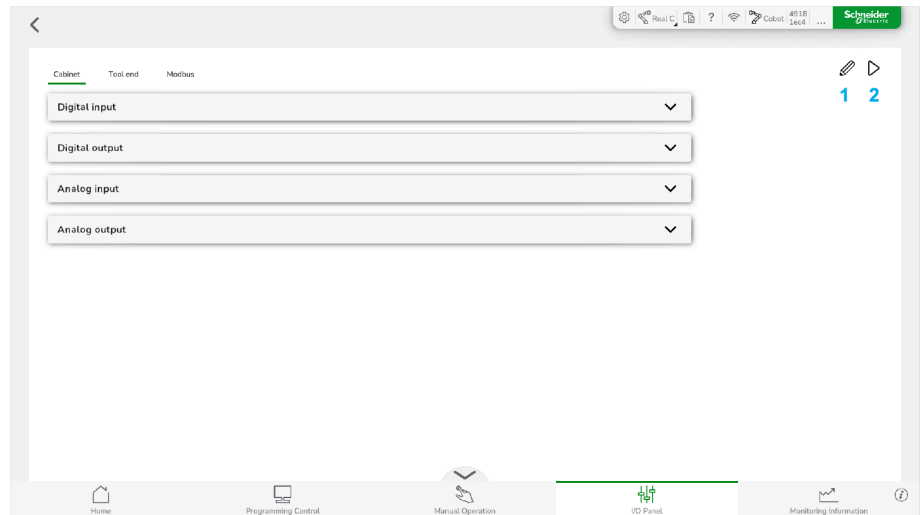 Real C
?
Cobot
4918
1ec4
...
Schneider
Electric
Cabinet
Tool end
Modbus
1
2
Digital input
Digital output
Analog input
Analog output
Home
Programming Control
Manual Operation
I/O Panel
Monitoring Information
i